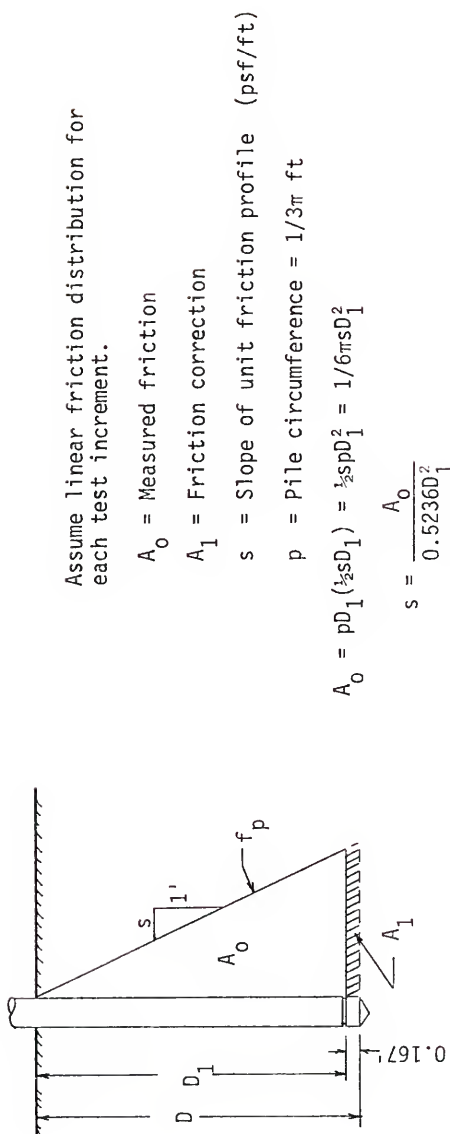 Assume linear friction distribution for
each test increment.
A₀ = Measured friction
A₁ = Friction correction
s = Slope of unit friction profile (psf/ft)
p = Pile circumference = 1/3π ft
A₀ = pD₁(½sD₁) = ½spD₁² = 1/6πsD₁²
s = A₀ / 0.5236D₁²
s
1'
f_p
A₀
A₁
D₁
D
0.167'